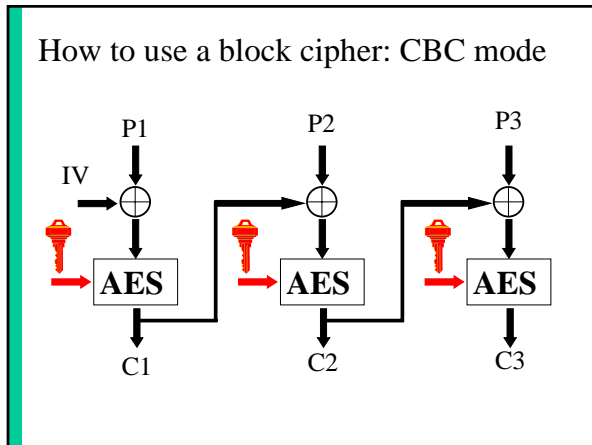 How to use a block cipher: CBC mode
P1 P2 P3
IV
AES AES AES
C1 C2 C3